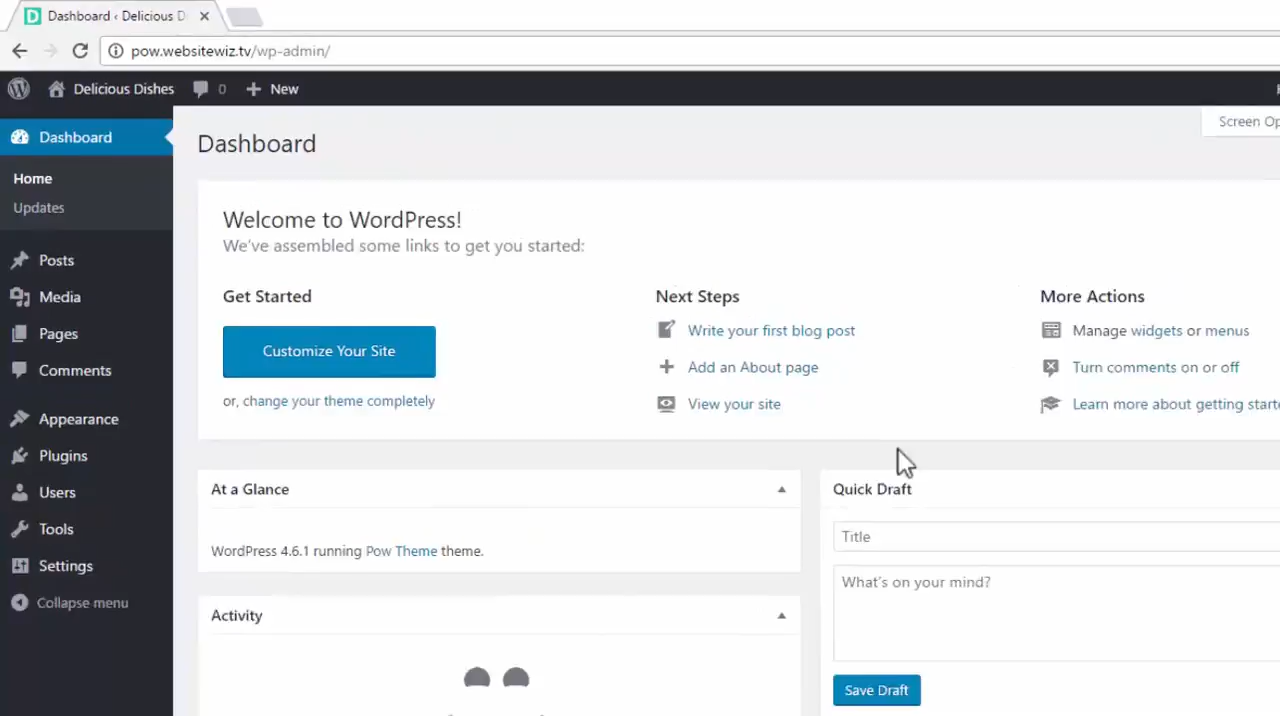 Dashboard ‹ Delicious D
pow.websitewiz.tv/wp-admin/
Delicious Dishes
0
New
Screen Op
Dashboard
Home
Updates
Posts
Media
Pages
Comments
Appearance
Plugins
Users
Tools
Settings
Collapse menu
Dashboard
Welcome to WordPress!
We've assembled some links to get you started:
Get Started
Customize Your Site
or, change your theme completely
Next Steps
Write your first blog post
Add an About page
View your site
More Actions
Manage widgets or menus
Turn comments on or off
Learn more about getting starte
At a Glance
WordPress 4.6.1 running Pow Theme theme.
Activity
Quick Draft
Title
What's on your mind?
Save Draft